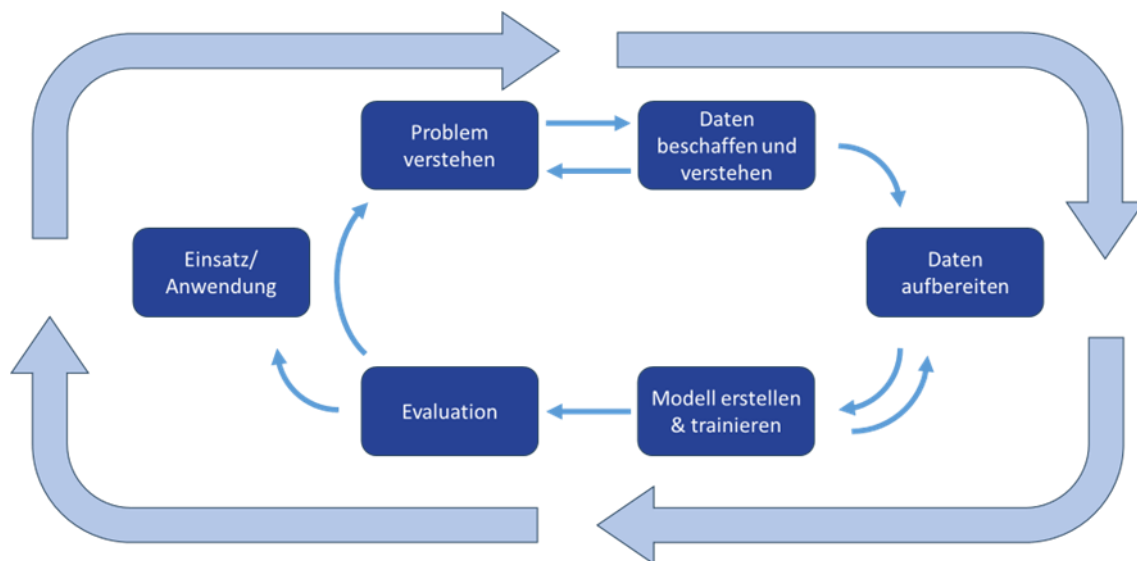 Problem
verstehen
Daten
beschaffen und
verstehen
Einsatz/
Anwendung
Daten
aufbereiten
Evaluation
Modell erstellen
& trainieren